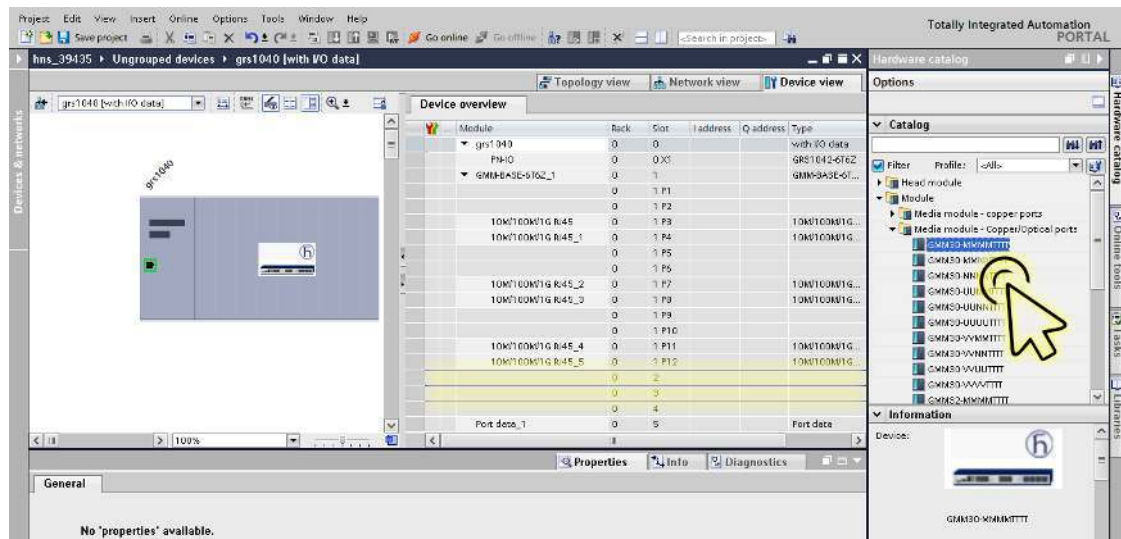 Project Edit View Insert Online Options Tools Window Help
Totally Integrated Automation
PORTAL
Save project
Go online
Go offline
<Search in project>
hns_39435 ▸ Ungrouped devices ▸ grs1040 [with I/O data]
Hardware catalog
Topology view Network view Device view
Options
grs1040 [with I/O data]
Device overview
Module Rack Slot I address Q address Type
grs1040 0 0 with I/O data
PN-IO 0 0 X1 GRS1042-6T6Z
GMM-BASE-6T6Z_1 0 1 GMM-BASE-6T...
0 1 P1
0 1 P2
10M/100M/1G RJ45 0 1 P3 10M/100M/1G...
10M/100M/1G RJ45_1 0 1 P4 10M/100M/1G...
0 1 P5
0 1 P6
10M/100M/1G RJ45_2 0 1 P7 10M/100M/1G...
10M/100M/1G RJ45_3 0 1 P8 10M/100M/1G...
0 1 P9
0 1 P10
10M/100M/1G RJ45_4 0 1 P11 10M/100M/1G...
10M/100M/1G RJ45_5 0 1 P12 10M/100M/1G...
0 2
0 3
0 4
Port data_1 0 5 Port data
grs1040
100%
Catalog
Filter Profile: <All>
Head module
Module
Media module - copper ports
Media module - Copper/Optical ports
GMM30-MMMMTTTT
GMM30-UUUUTTTT
GMM30-VVMMTTTT
GMM30-VVNNTTTT
GMM30-VVUUTTTT
GMM30-VVVVTTTT
GMM32-MMMMTTTT
Information
Device:
GMM30-MMMMTTTT
Properties Info Diagnostics
General
No 'properties' available.
Devices & networks
Hardware catalog
Online tools
Tasks
Libraries